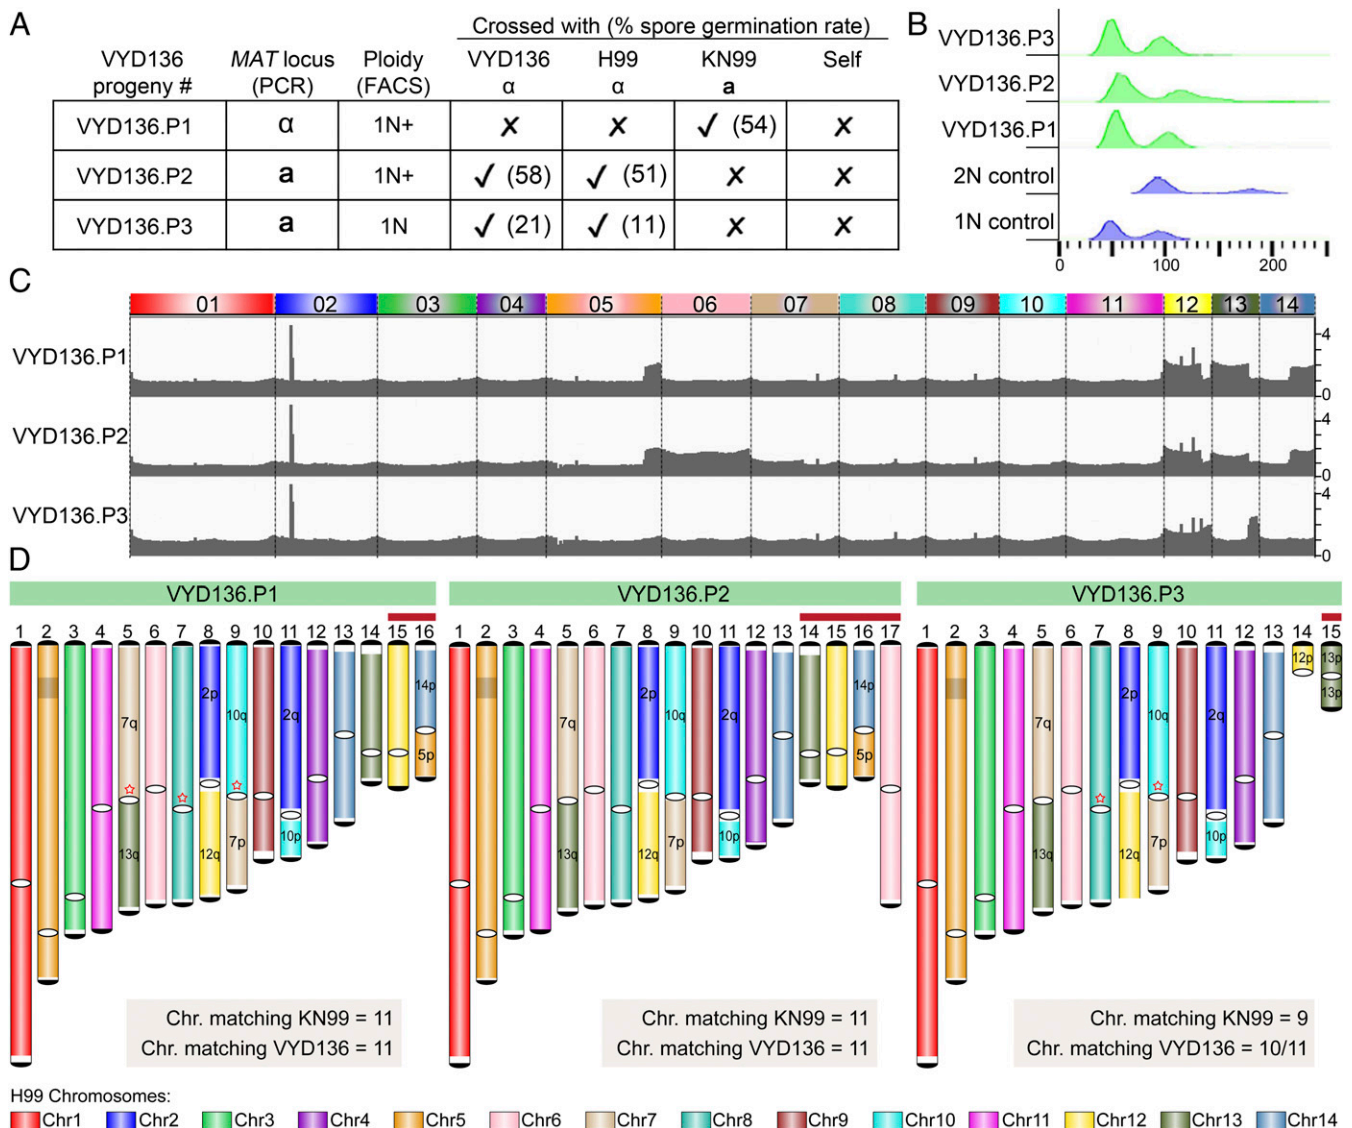 A
Crossed with (% spore germination rate)
VYD136 progeny #
MAT locus (PCR)
Ploidy (FACS)
VYD136 α
H99 α
KN99 a
Self
VYD136.P1 α 1N+ ✗ ✗ ✓ (54) ✗
VYD136.P2 a 1N+ ✓ (58) ✓ (51) ✗ ✗
VYD136.P3 a 1N ✓ (21) ✓ (11) ✗ ✗
B
VYD136.P3
VYD136.P2
VYD136.P1
2N control
1N control
0 100 200
C
01 02 03 04 05 06 07 08 09 10 11 12 13 14
VYD136.P1
4
0
VYD136.P2
4
0
VYD136.P3
4
0
D
VYD136.P1
1 2 3 4 5 6 7 8 9 10 11 12 13 14 15 16
7q 13q 2p 12q 10q 7p 2q 10p 14p 5p
Chr. matching KN99 = 11
Chr. matching VYD136 = 11
VYD136.P2
1 2 3 4 5 6 7 8 9 10 11 12 13 14 15 16 17
7q 13q 2p 12q 10q 7p 2q 10p 14p 5p
Chr. matching KN99 = 11
Chr. matching VYD136 = 11
VYD136.P3
1 2 3 4 5 6 7 8 9 10 11 12 13 14 15
7q 13q 2p 12q 10q 7p 2q 10p 12p 13p 13p
Chr. matching KN99 = 9
Chr. matching VYD136 = 10/11
H99 Chromosomes:
Chr1 Chr2 Chr3 Chr4 Chr5 Chr6 Chr7 Chr8 Chr9 Chr10 Chr11 Chr12 Chr13 Chr14